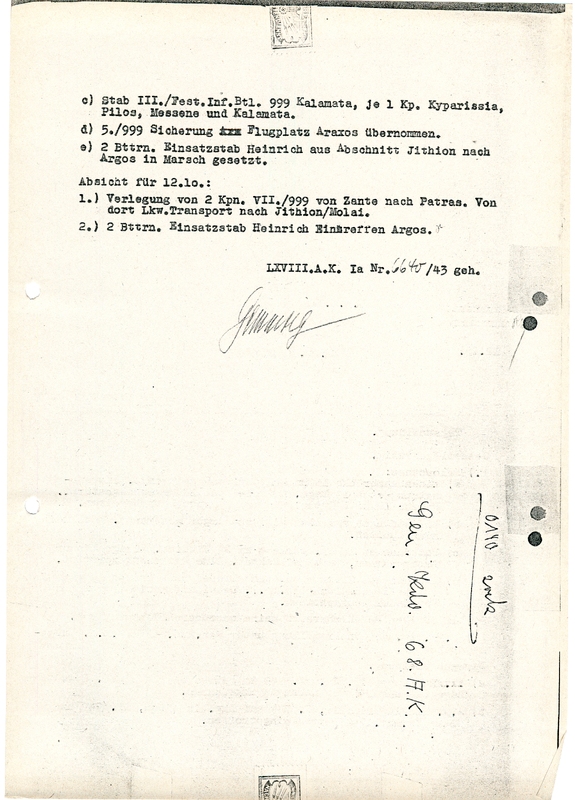 c) Stab III./Fest.Inf.Btl. 999 Kalamata, je 1 Kp. Kyparissia,
Pilos, Messene und Kalamata.
d) 5./999 Sicherung Flugplatz Araxos übernommen.
e) 2 Bttrn. Einsatzstab Heinrich aus Abschnitt Jithion nach
Argos in Marsch gesetzt.
Absicht für 12.10.:
1.) Verlegung von 2 Kpn. VII./999 von Zante nach Patras. Von
dort Lkw.Transport nach Jithion/Molai.
2.) 2 Bttrn. Einsatzstab Heinrich Eintreffen Argos.
LXVIII.A.K. Ia Nr. 6640/43 geh.
0140
Gen. Kdo. 68. A.K.